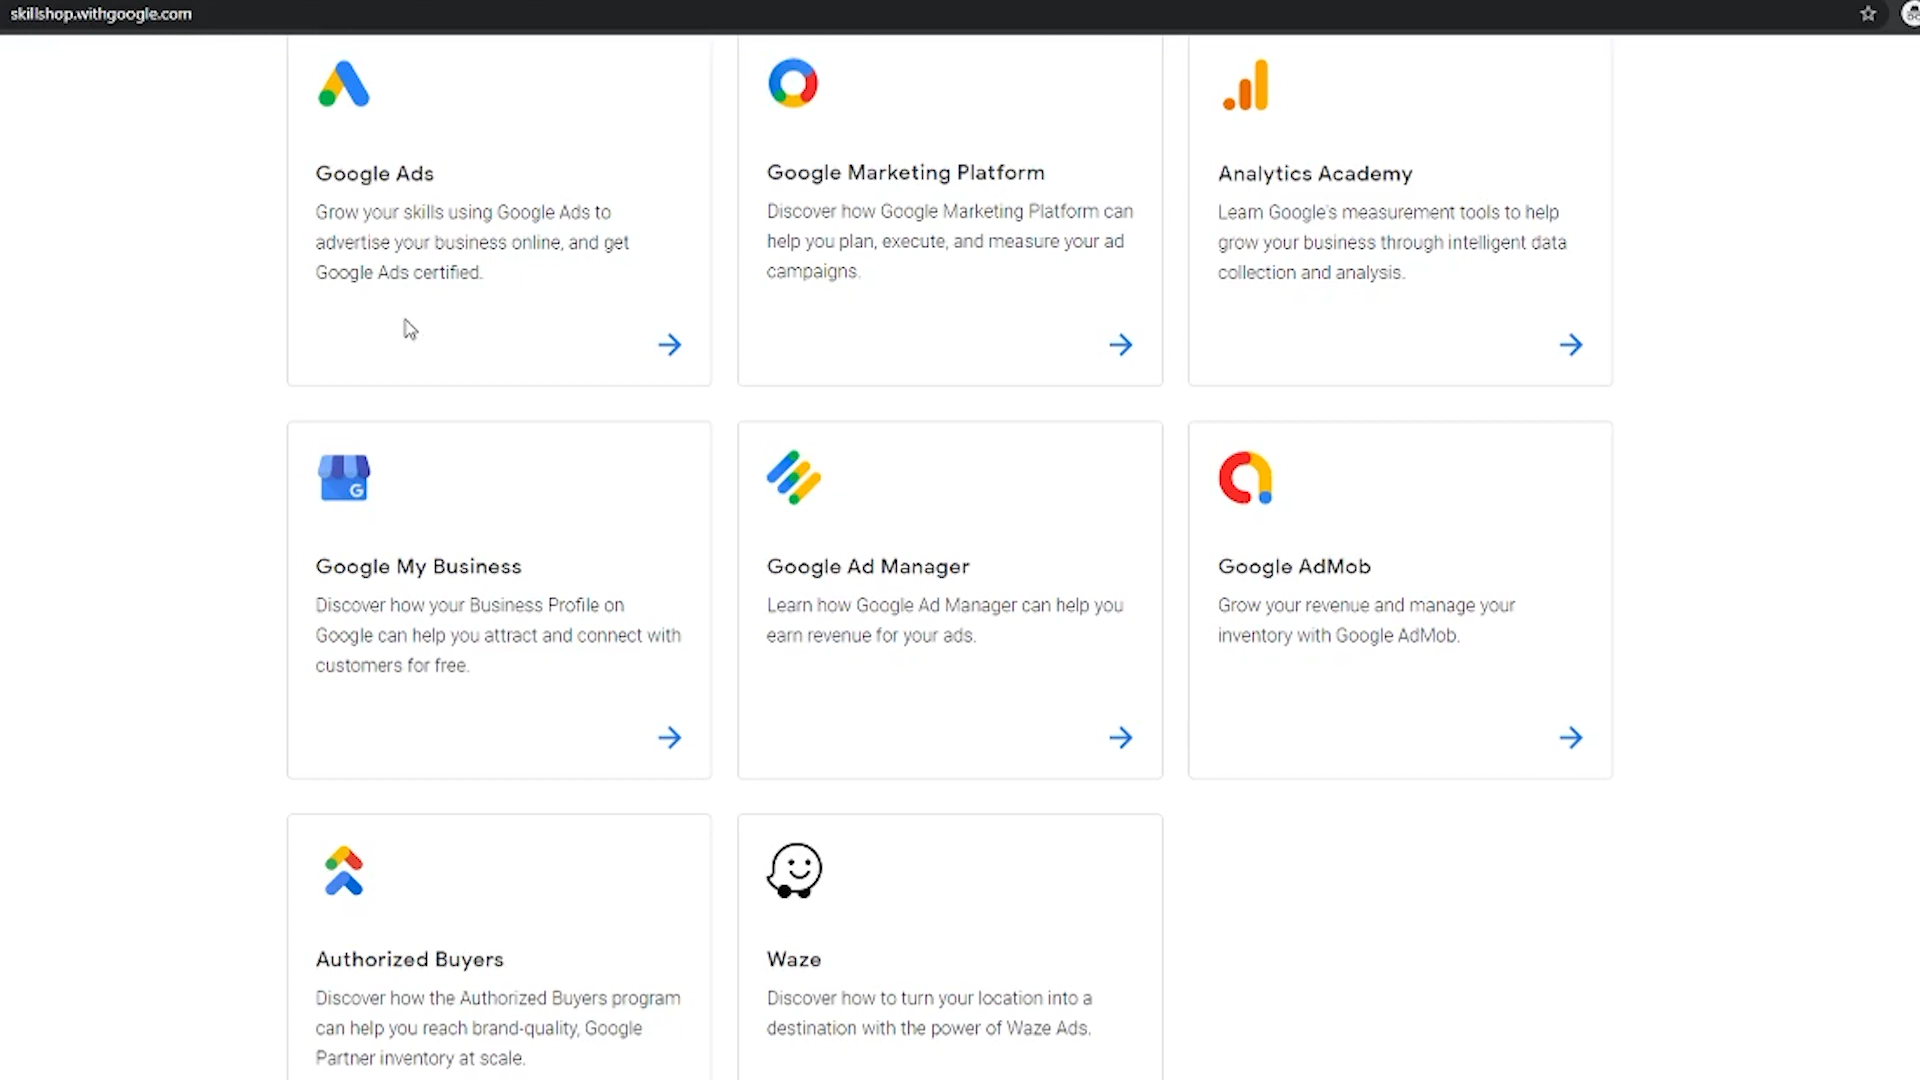 skillshop.withgoogle.com
Google Ads
Grow your skills using Google Ads to
advertise your business online, and get
Google Ads certified.
Google Marketing Platform
Discover how Google Marketing Platform can
help you plan, execute, and measure your ad
campaigns.
Analytics Academy
Learn Google's measurement tools to help
grow your business through intelligent data
collection and analysis.
G
Google My Business
Discover how your Business Profile on
Google can help you attract and connect with
customers for free.
Google Ad Manager
Learn how Google Ad Manager can help you
earn revenue for your ads.
Google AdMob
Grow your revenue and manage your
inventory with Google AdMob.
Authorized Buyers
Discover how the Authorized Buyers program
can help you reach brand-quality, Google
Partner inventory at scale.
Waze
Discover how to turn your location into a
destination with the power of Waze Ads.